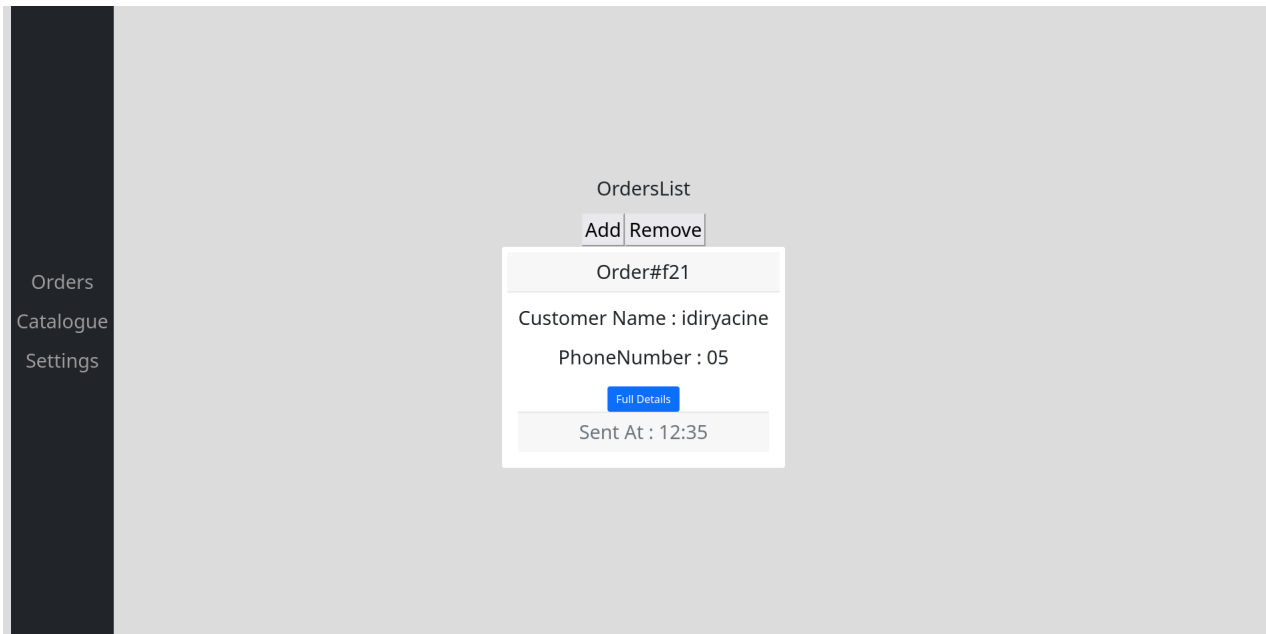 Orders
Catalogue
Settings
OrdersList
Add Remove
Order#f21
Customer Name : idiryacine
PhoneNumber : 05
Full Details
Sent At : 12:35